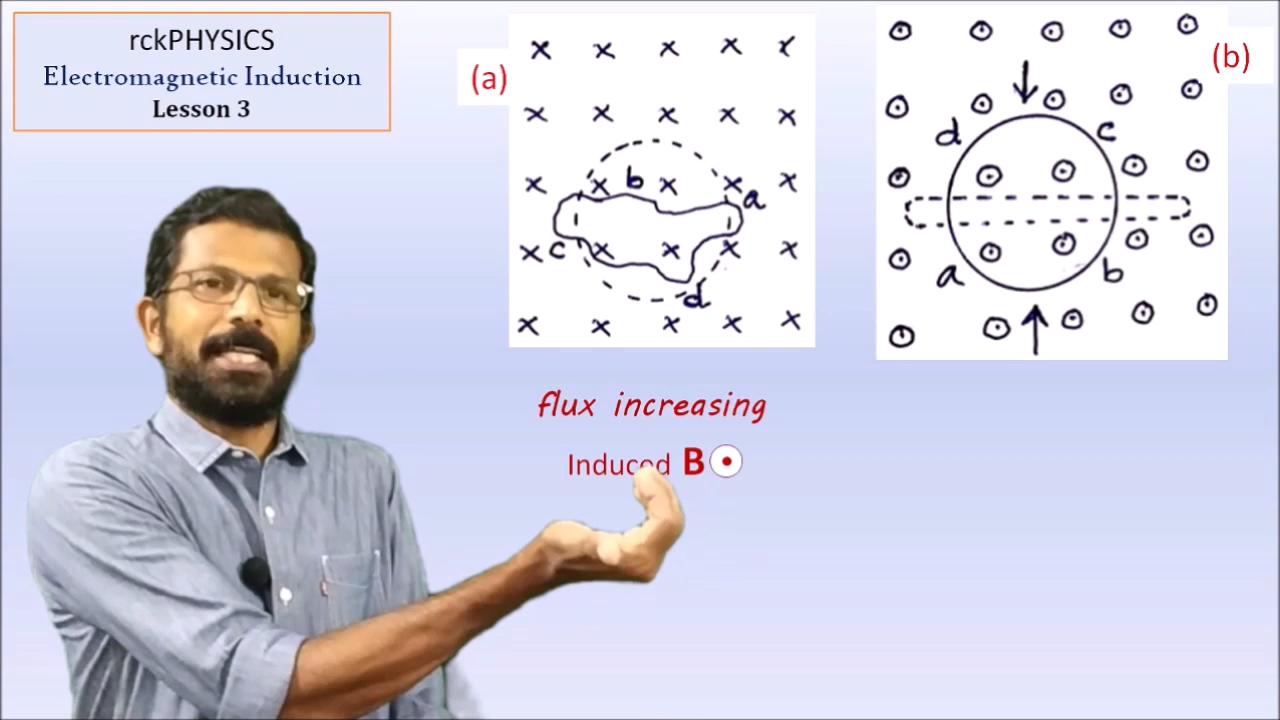 rckPHYSICS
Electromagnetic Induction
Lesson 3
(a)
b
a
c
d
(b)
d
c
a
b
flux increasing
Induced B